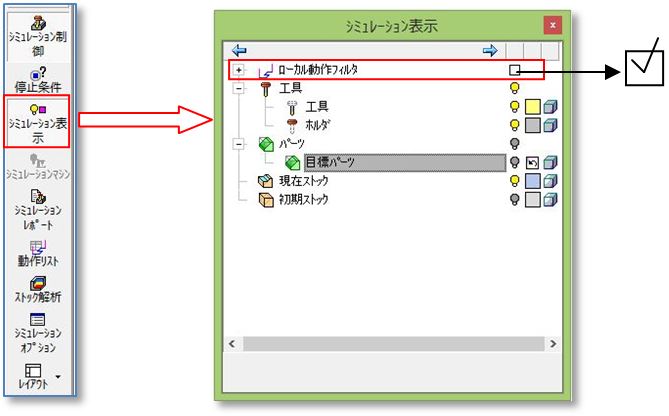 ｼﾐｭﾚｰｼｮﾝ制
御
停止条件
ｼﾐｭﾚｰｼｮﾝ表
示
ｼﾐｭﾚｰｼｮﾝﾏｼﾝ
ｼﾐｭﾚｰｼｮﾝ
ﾚﾎﾟｰﾄ
動作ﾘｽﾄ
ｽﾄｯｸ解析
ｼﾐｭﾚｰｼｮﾝ
ｵﾌﾟｼｮﾝ
ﾚｲｱｳﾄ
ｼﾐｭﾚｰｼｮﾝ表示
ﾛｰｶﾙ動作ﾌｨﾙﾀ
工具
工具
ﾎﾙﾀﾞ
ﾊﾟｰﾂ
目標ﾊﾟｰﾂ
現在ｽﾄｯｸ
初期ｽﾄｯｸ